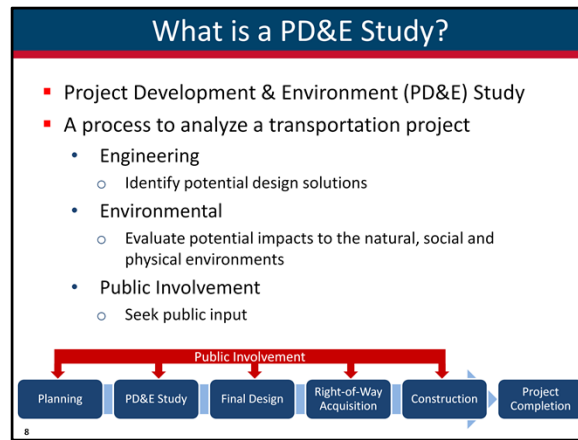 What is a PD&E Study?
Project Development & Environment (PD&E) Study
A process to analyze a transportation project
Engineering
Identify potential design solutions
Environmental
Evaluate potential impacts to the natural, social and
physical environments
Public Involvement
Seek public input
Public Involvement
Planning
PD&E Study
Final Design
Right-of-Way
Acquisition
Construction
Project
Completion
8